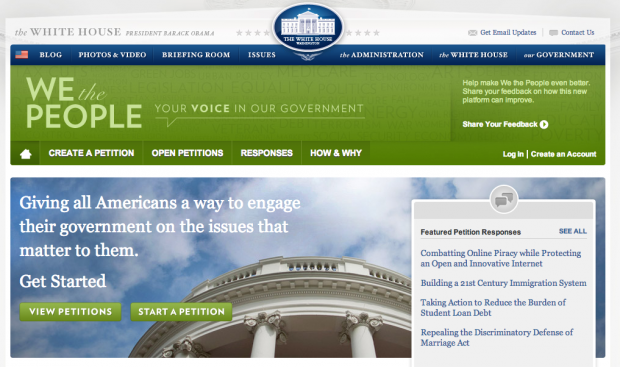 the WHITE HOUSE PRESIDENT BARACK OBAMA
THE WHITE HOUSE
WASHINGTON
Get Email Updates Contact Us
BLOG PHOTOS & VIDEO BRIEFING ROOM ISSUES the ADMINISTRATION the WHITE HOUSE our GOVERNMENT
WE the
PEOPLE
YOUR VOICE IN OUR GOVERNMENT
Help make We the People even better.
Share your feedback on how this new
platform can improve.
Share Your Feedback
CREATE A PETITION OPEN PETITIONS RESPONSES HOW & WHY
Log in | Create an Account
Giving all Americans a way to engage
their government on the issues that
matter to them.
Get Started
VIEW PETITIONS START A PETITION
Featured Petition Responses SEE ALL
Combatting Online Piracy while Protecting
an Open and Innovative Internet
Building a 21st Century Immigration System
Taking Action to Reduce the Burden of
Student Loan Debt
Repealing the Discriminatory Defense of
Marriage Act